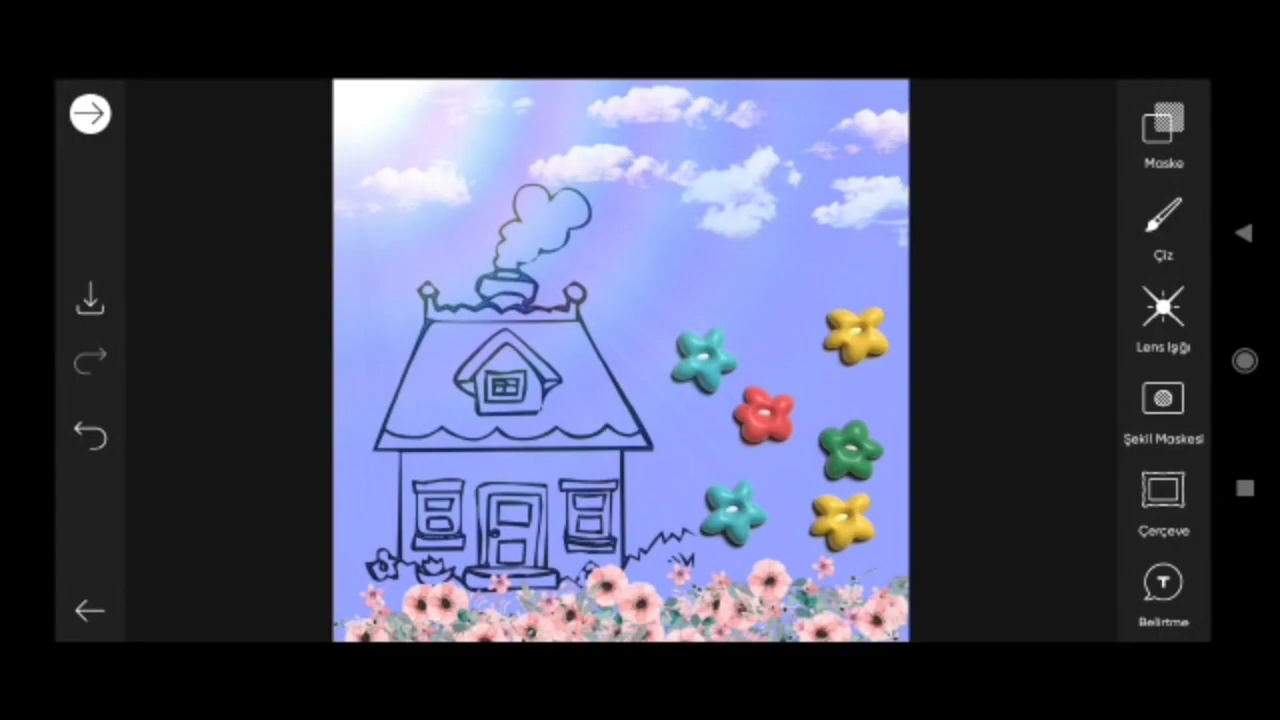 Maske
Çiz
Lens Işığı
Şekil Maskesi
Çerçeve
T
Belirtme